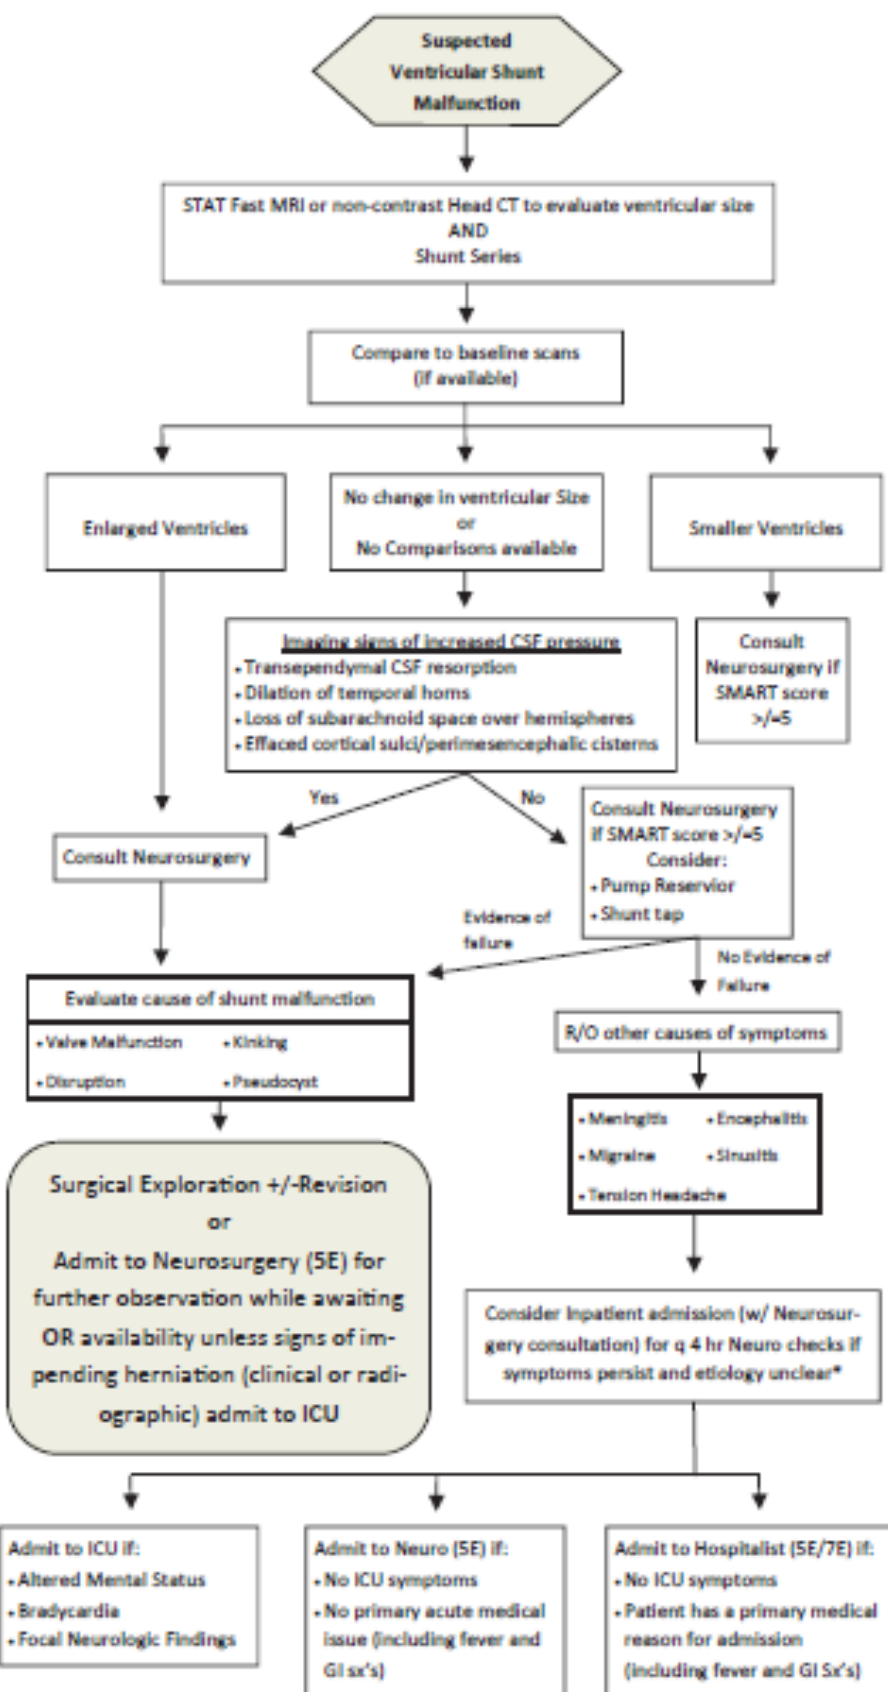 Suspected
Ventricular Shunt
Malfunction
STAT Fast MRI or non-contrast Head CT to evaluate ventricular size
AND
Shunt Series
Compare to baseline scans
(if available)
Enlarged Ventricles
No change in ventricular Size
or
No Comparisons available
Smaller Ventricles
Imaging signs of increased CSF pressure
• Transependymal CSF resorption
• Dilation of temporal horns
• Loss of subarachnoid space over hemispheres
• Effaced cortical sulci/perimesencephalic cisterns
Consult
Neurosurgery if
SMART score
>/=5
Yes
No
Consult Neurosurgery
Consult Neurosurgery
if SMART score >/=5
Consider:
• Pump Reservior
• Shunt tap
Evidence of
failure
No Evidence of
Failure
Evaluate cause of shunt malfunction
• Valve Malfunction • Kinking
• Disruption • Pseudocyst
R/O other causes of symptoms
• Meningitis • Encephalitis
• Migraine • Sinusitis
• Tension Headache
Surgical Exploration +/-Revision
or
Admit to Neurosurgery (5E) for
further observation while awaiting
OR availability unless signs of im-
pending herniation (clinical or radi-
ographic) admit to ICU
Consider Inpatient admission (w/ Neurosur-
gery consultation) for q 4 hr Neuro checks if
symptoms persist and etiology unclear*
Admit to ICU if:
• Altered Mental Status
• Bradycardia
• Focal Neurologic Findings
Admit to Neuro (5E) if:
• No ICU symptoms
• No primary acute medical
issue (including fever and
GI sx's)
Admit to Hospitalist (5E/7E) if:
• No ICU symptoms
• Patient has a primary medical
reason for admission
(including fever and GI Sx's)